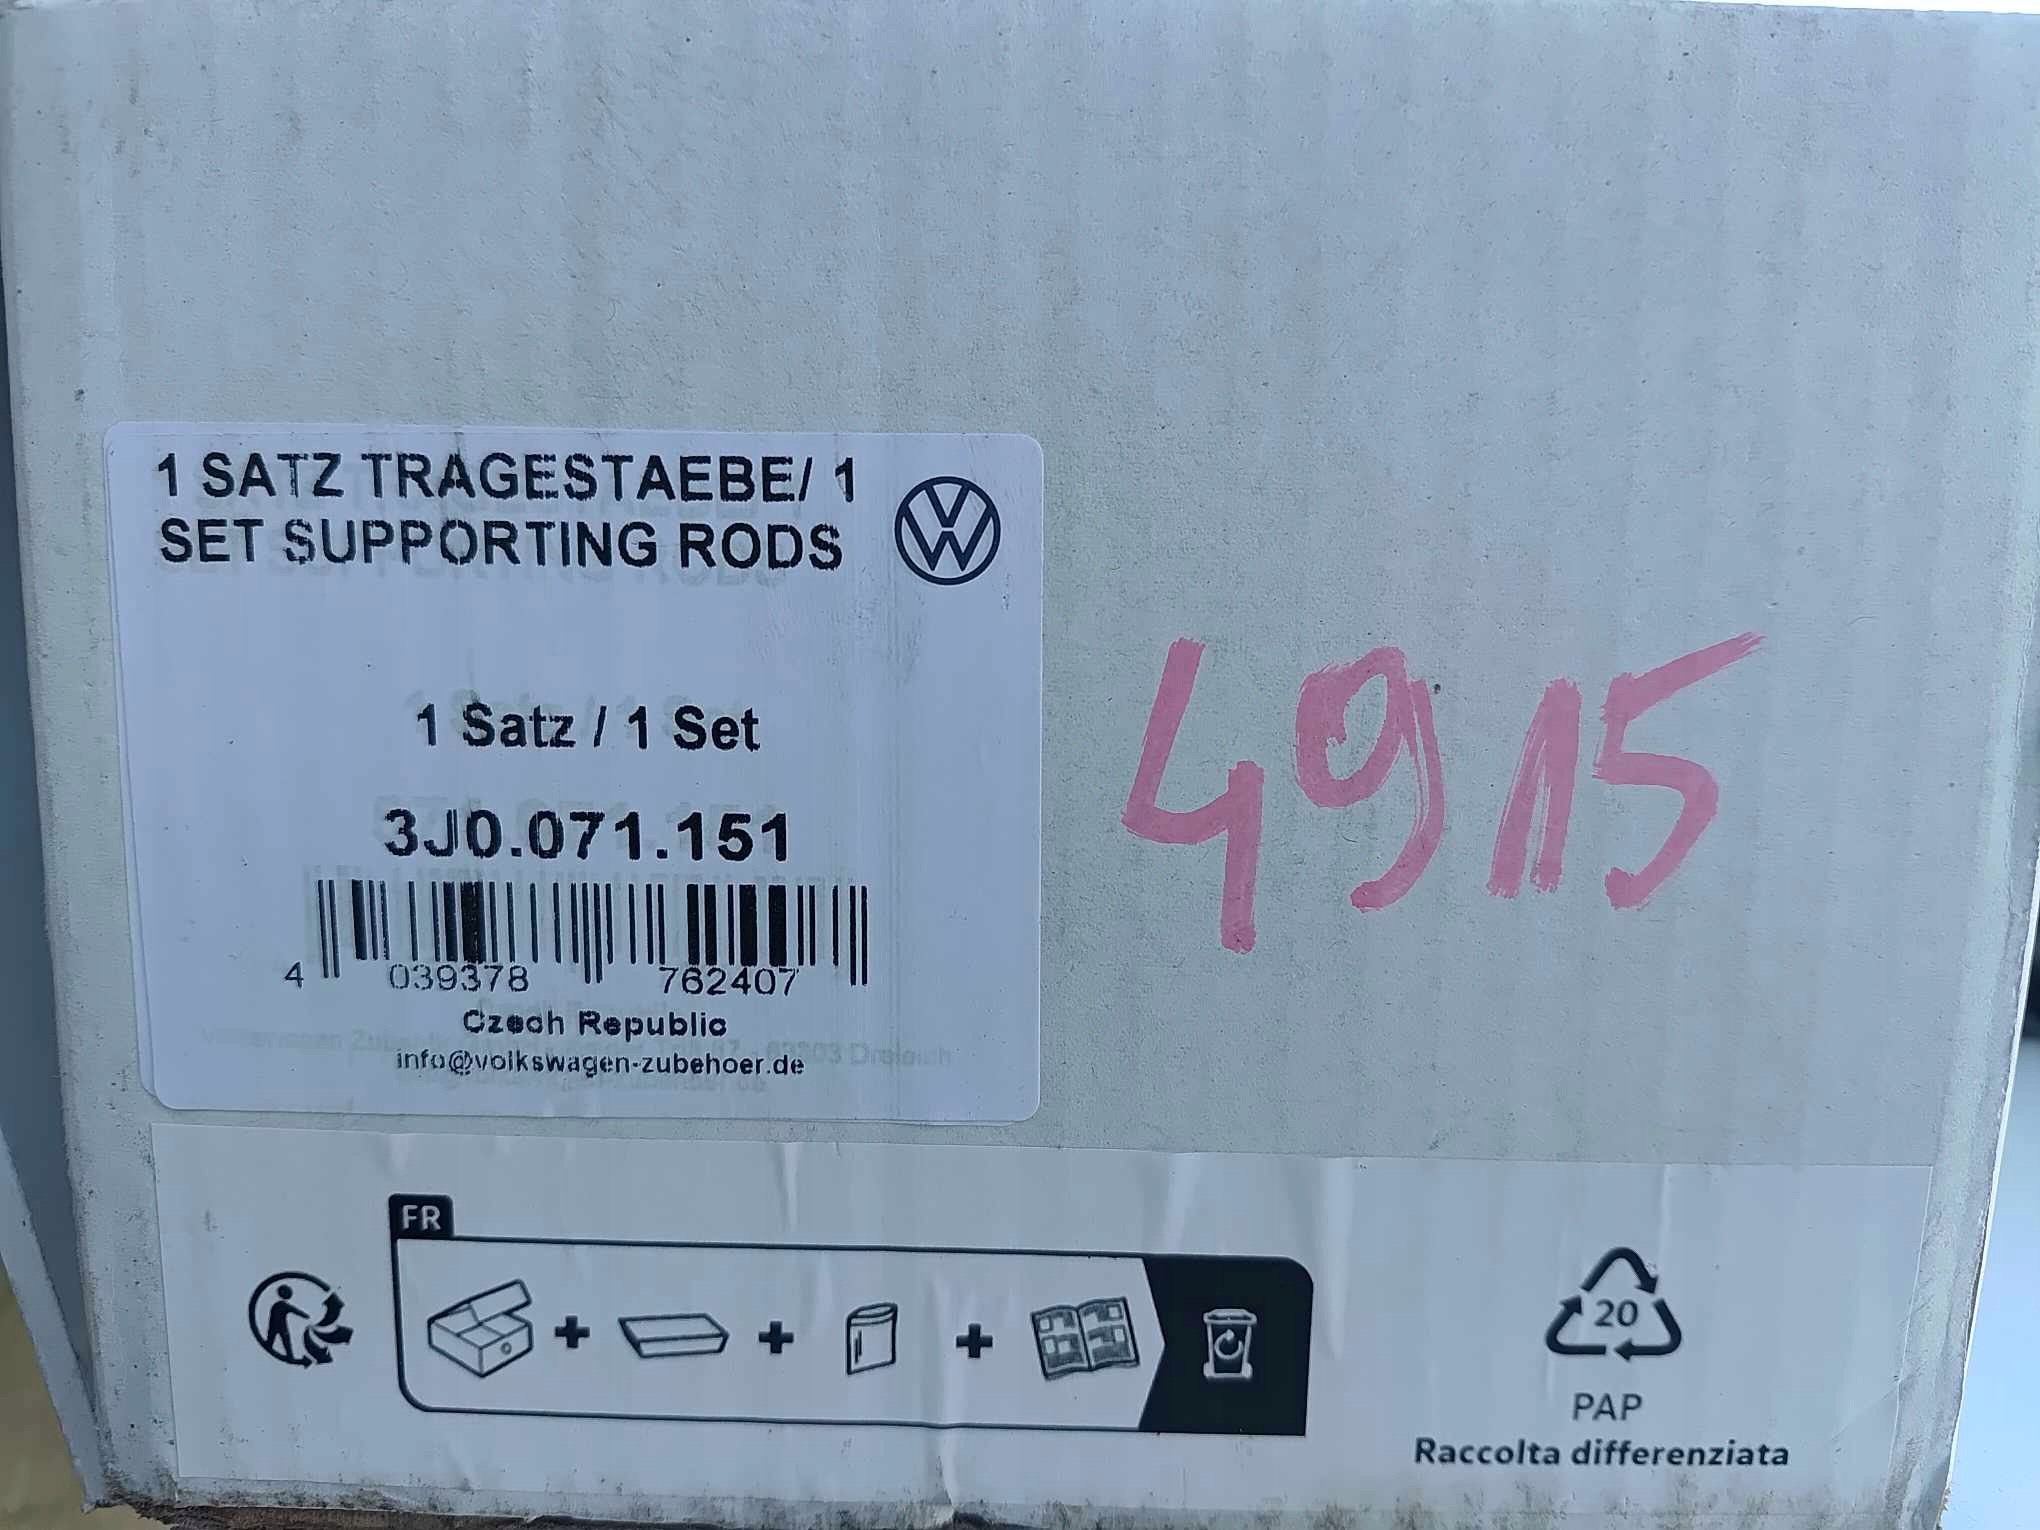 1 SATZ TRAGESTAEBE/ 1
SET SUPPORTING RODS
1 Satz / 1 Set
3J0.071.151
4 039378 762407
Czech Republic
info@volkswagen-zubehoer.de
4915
FR
20
PAP
Raccolta differenziata